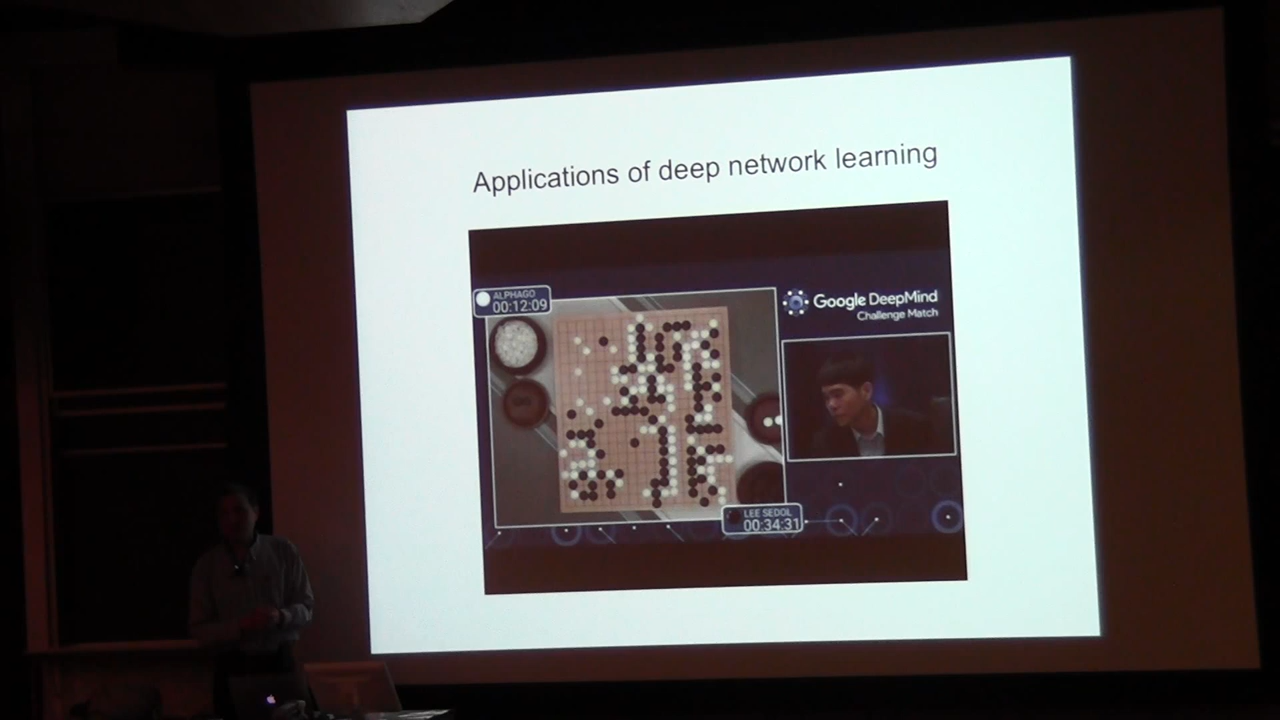 Applications of deep network learning
ALPHAGO
00:12:09
Google DeepMind
Challenge Match
LEE SEDOL
00:34:31